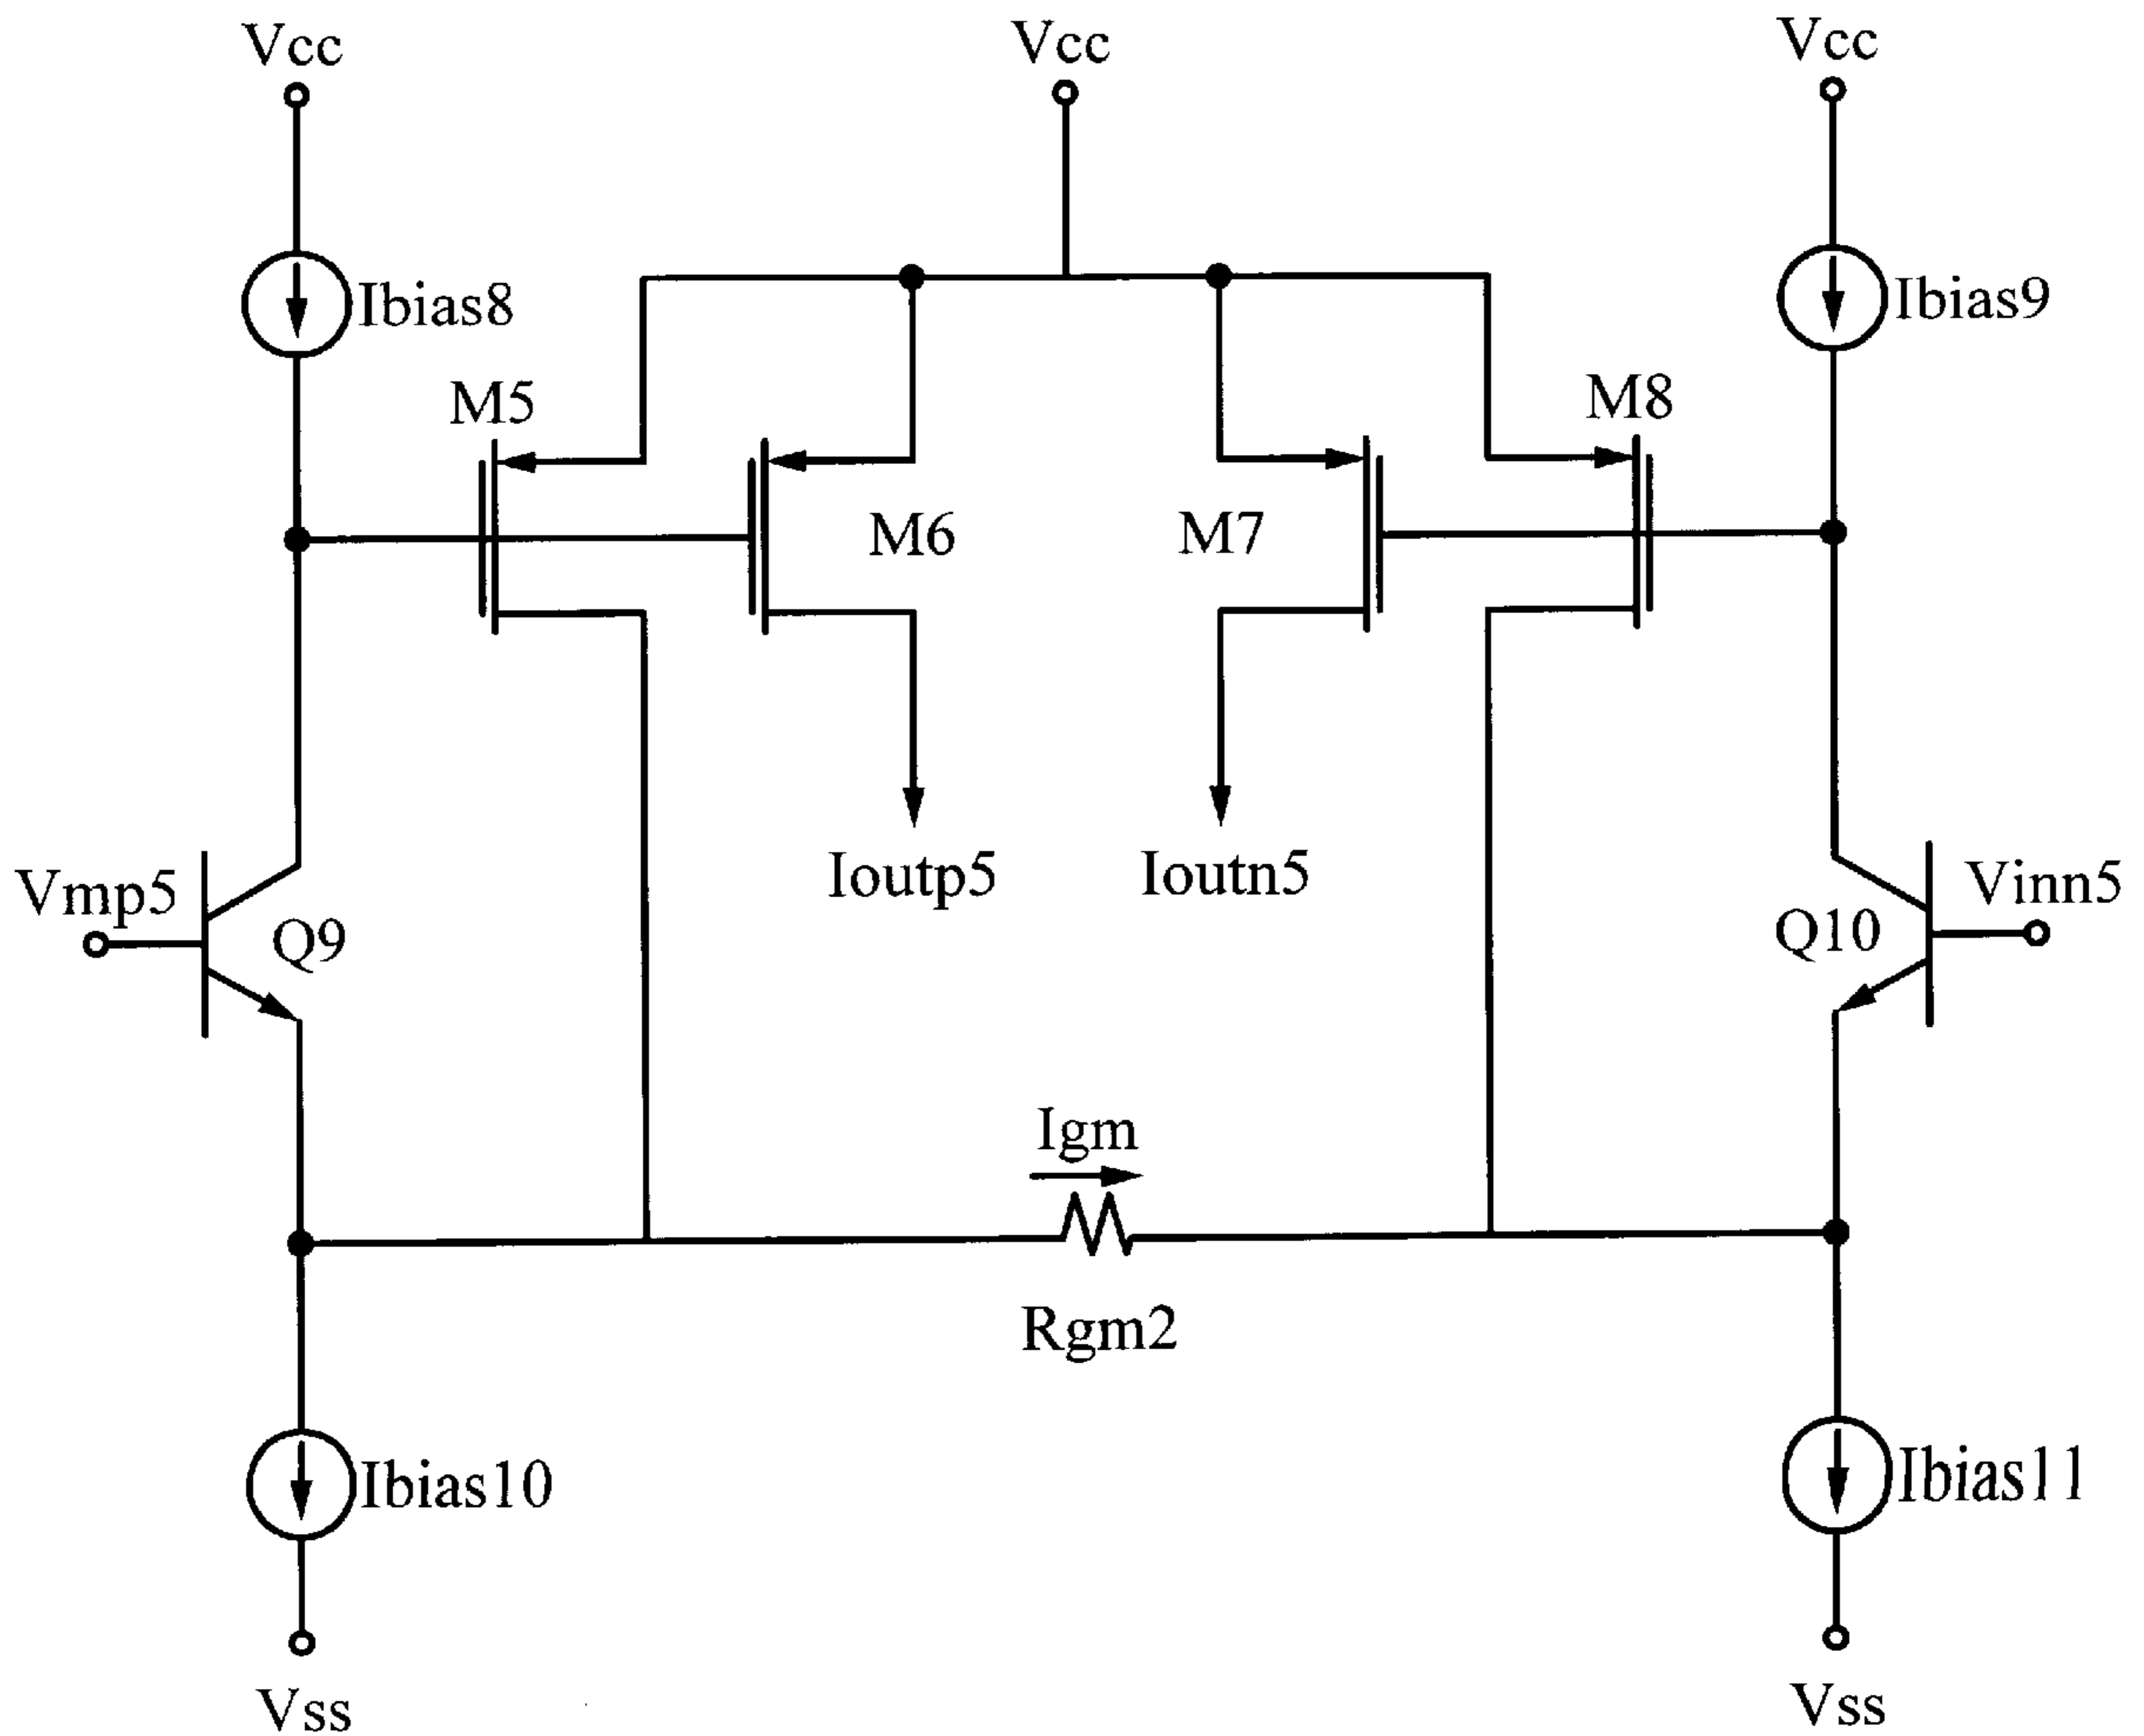 Vcc
Vcc
Vcc
Ibias8
Ibias9
M5
M8
M6
M7
Ioutp5
Ioutn5
Vmp5
Vinn5
Q9
Q10
Igm
Rgm2
Ibias10
Ibias11
Vss
Vss